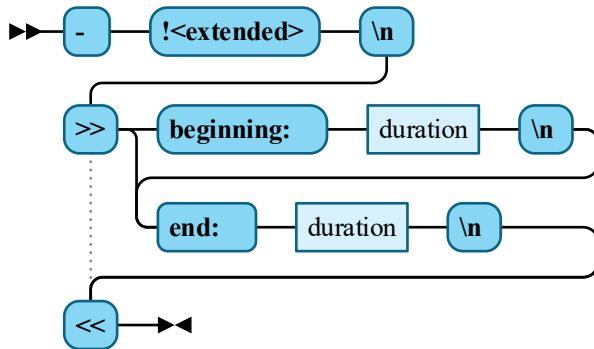 - !<extended> \n
>> beginning: duration \n
end: duration \n
<<